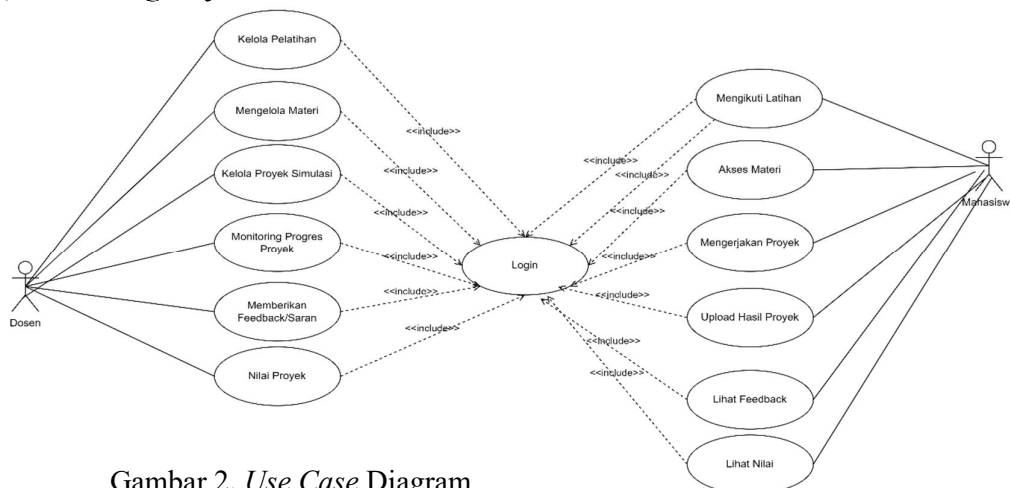 Kelola Pelatihan
Mengelola Materi
Kelola Proyek Simulasi
Monitoring Progres
Proyek
Memberikan
Feedback/Saran
Nilai Proyek
Dosen
<<include>>
<<include>>
<<include>>
<<include>>
<<include>>
<<include>>
Login
<<include>>
<<include>>
<<include>>
<<include>>
<<include>>
<<include>>
<<include>>
Mengikuti Latihan
Akses Materi
Mengerjakan Proyek
Upload Hasil Proyek
Lihat Feedback
Lihat Nilai
Mahasisw
Gambar 2. Use Case Diagram